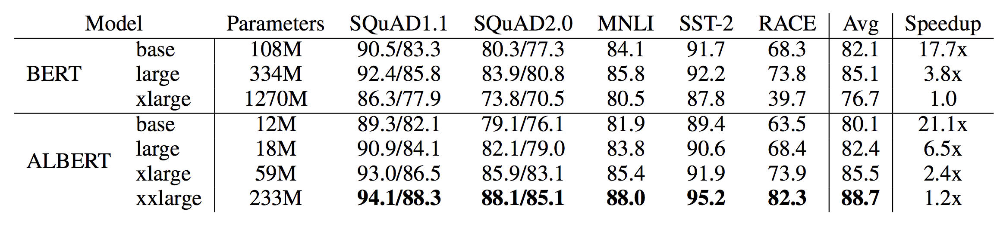 Model Parameters SQuAD1.1 SQuAD2.0 MNLI SST-2 RACE Avg Speedup
base 108M 90.5/83.3 80.3/77.3 84.1 91.7 68.3 82.1 17.7x
BERT large 334M 92.4/85.8 83.9/80.8 85.8 92.2 73.8 85.1 3.8x
xlarge 1270M 86.3/77.9 73.8/70.5 80.5 87.8 39.7 76.7 1.0
base 12M 89.3/82.1 79.1/76.1 81.9 89.4 63.5 80.1 21.1x
large 18M 90.9/84.1 82.1/79.0 83.8 90.6 68.4 82.4 6.5x
ALBERT
xlarge 59M 93.0/86.5 85.9/83.1 85.4 91.9 73.9 85.5 2.4x
xxlarge 233M 94.1/88.3 88.1/85.1 88.0 95.2 82.3 88.7 1.2x